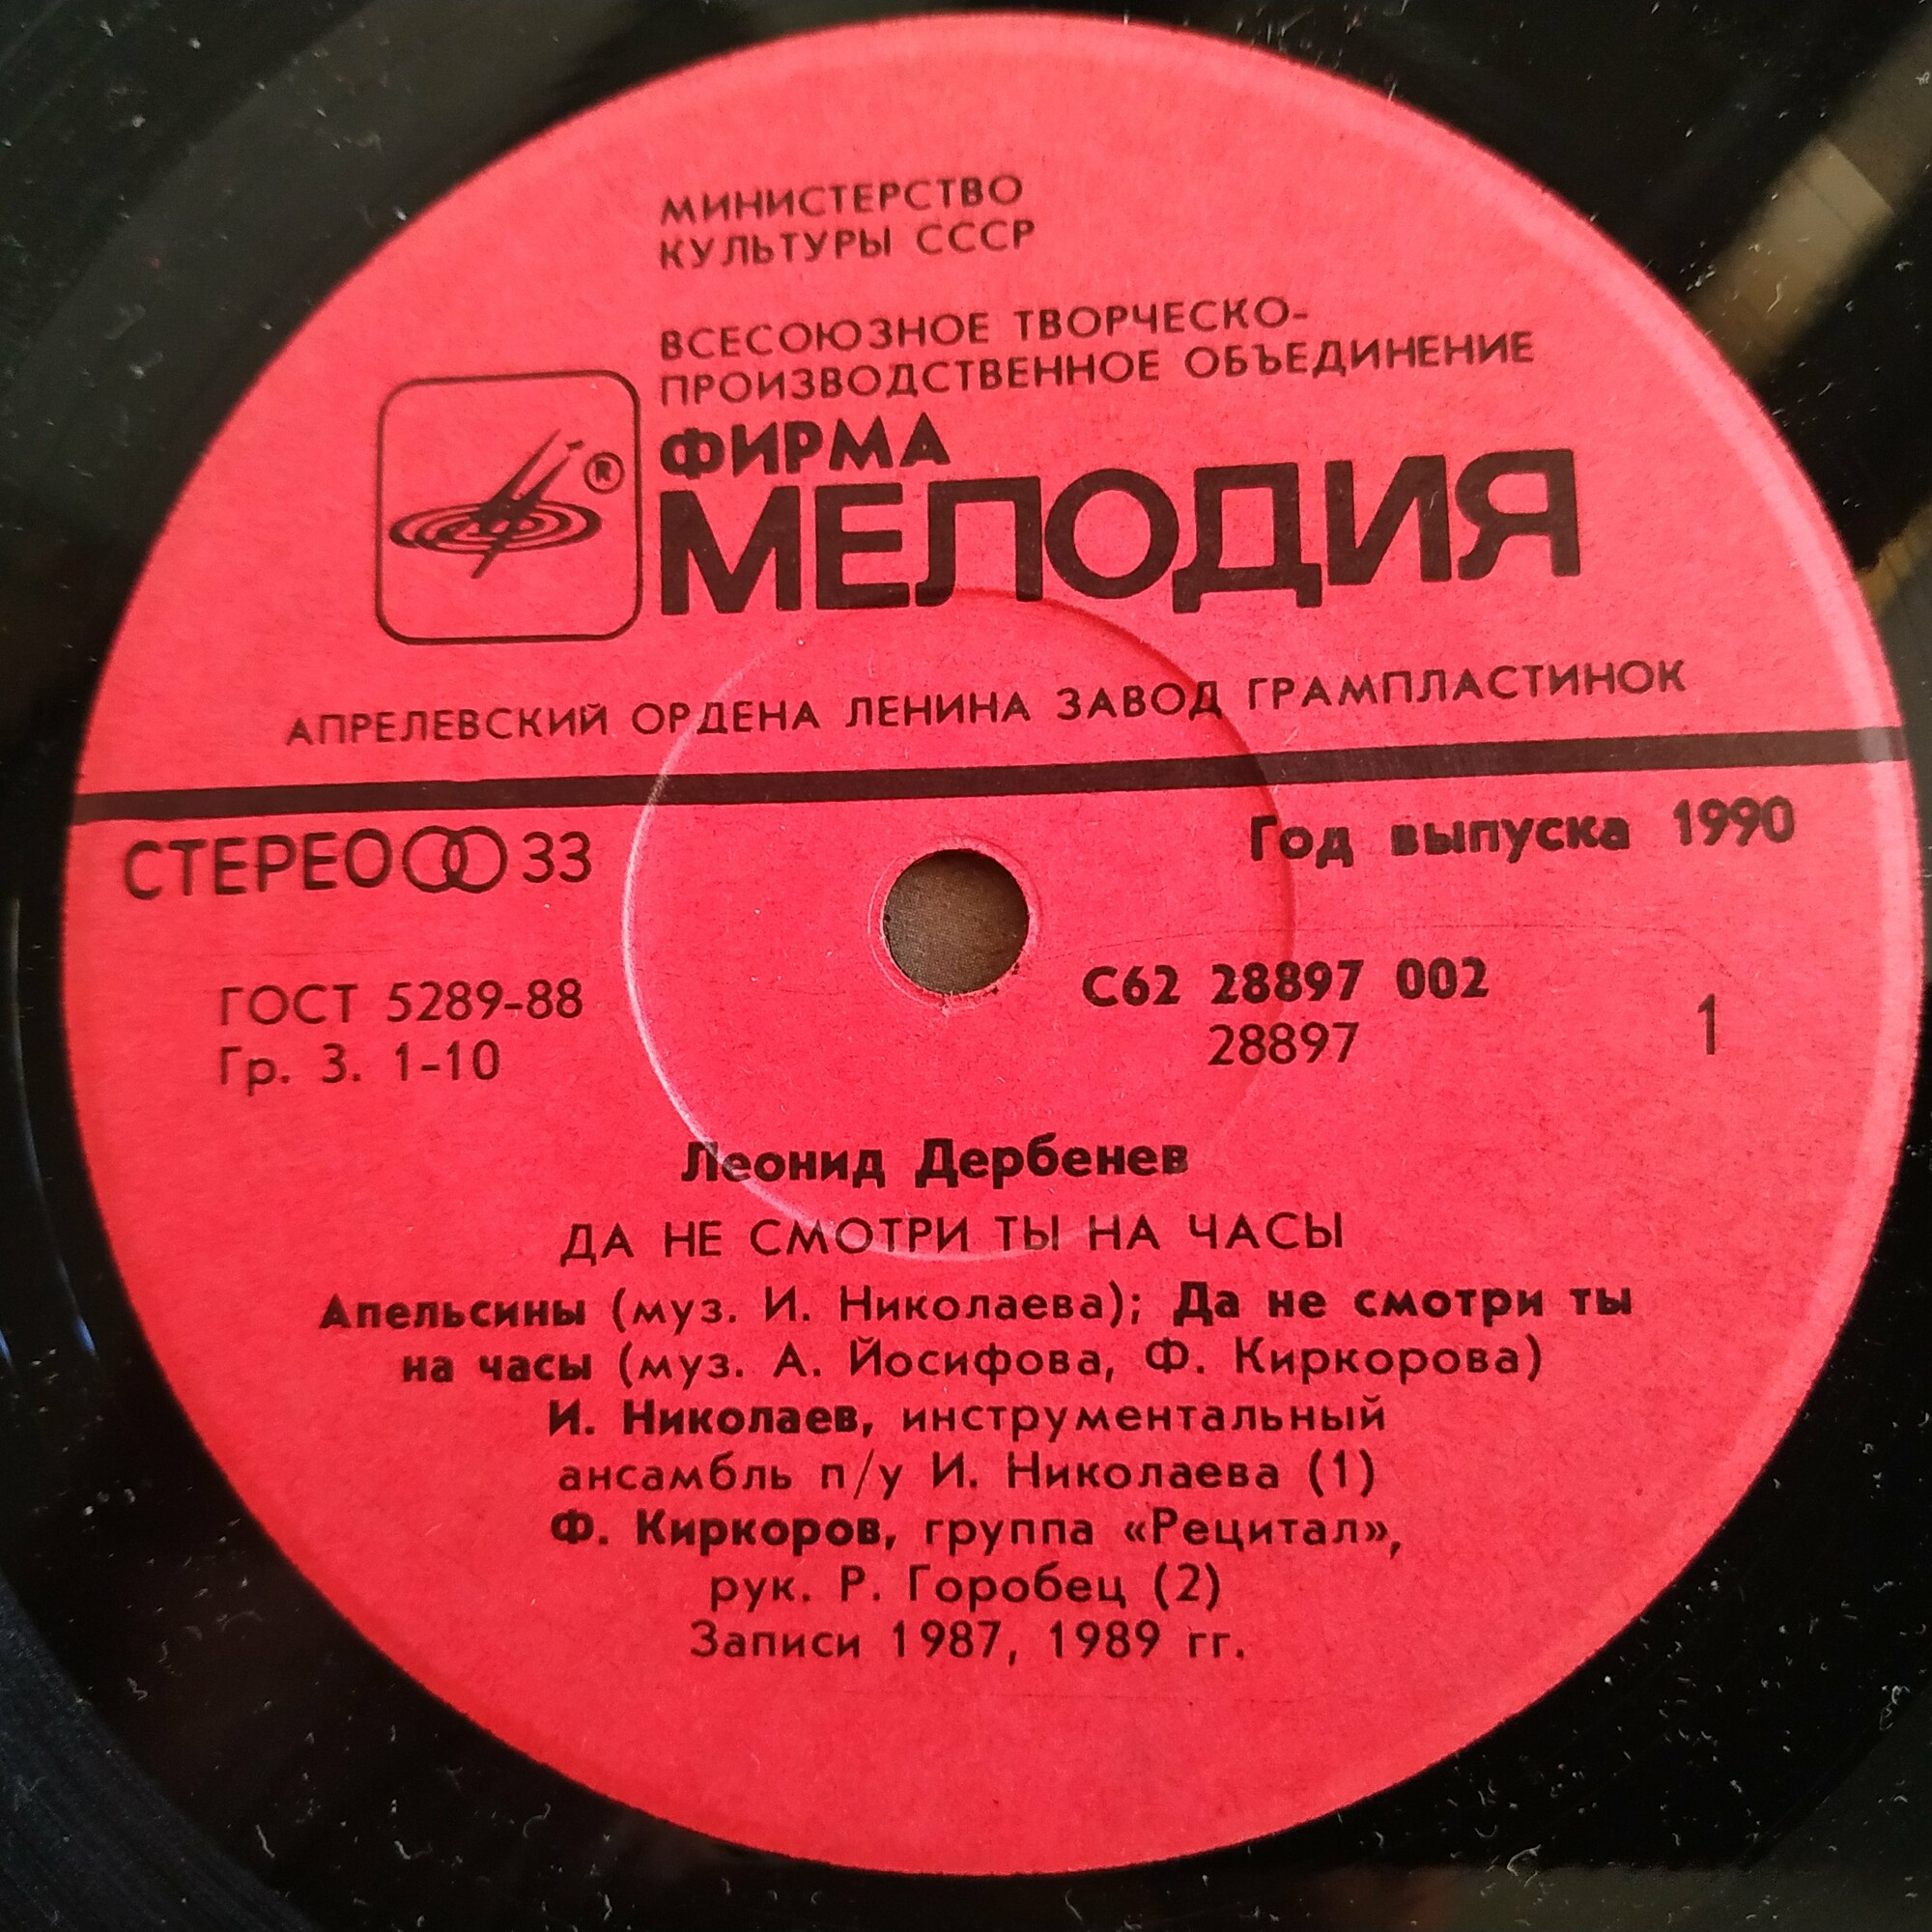 МИНИСТЕРСТВО
КУЛЬТУРЫ СССР
ВСЕСОЮЗНОЕ ТВОРЧЕСКО-
ПРОИЗВОДСТВЕННОЕ ОБЪЕДИНЕНИЕ
ФИРМА
®
МЕЛОДИЯ
АПРЕЛЕВСКИЙ ОРДЕНА ЛЕНИНА ЗАВОД ГРАМПЛАСТИНОК
СТЕРЕО 33
Год выпуска 1990
ГОСТ 5289-88
Гр. 3. 1-10
С62 28897 002
28897
1
Леонид Дербенев
ДА НЕ СМОТРИ ТЫ НА ЧАСЫ
Апельсины (муз. И. Николаева); Да не смотри ты
на часы (муз. А. Йосифова, Ф. Киркорова)
И. Николаев, инструментальный
ансамбль п/у И. Николаева (1)
Ф. Киркоров, группа «Рецитал»,
рук. Р. Горобец (2)
Записи 1987, 1989 гг.